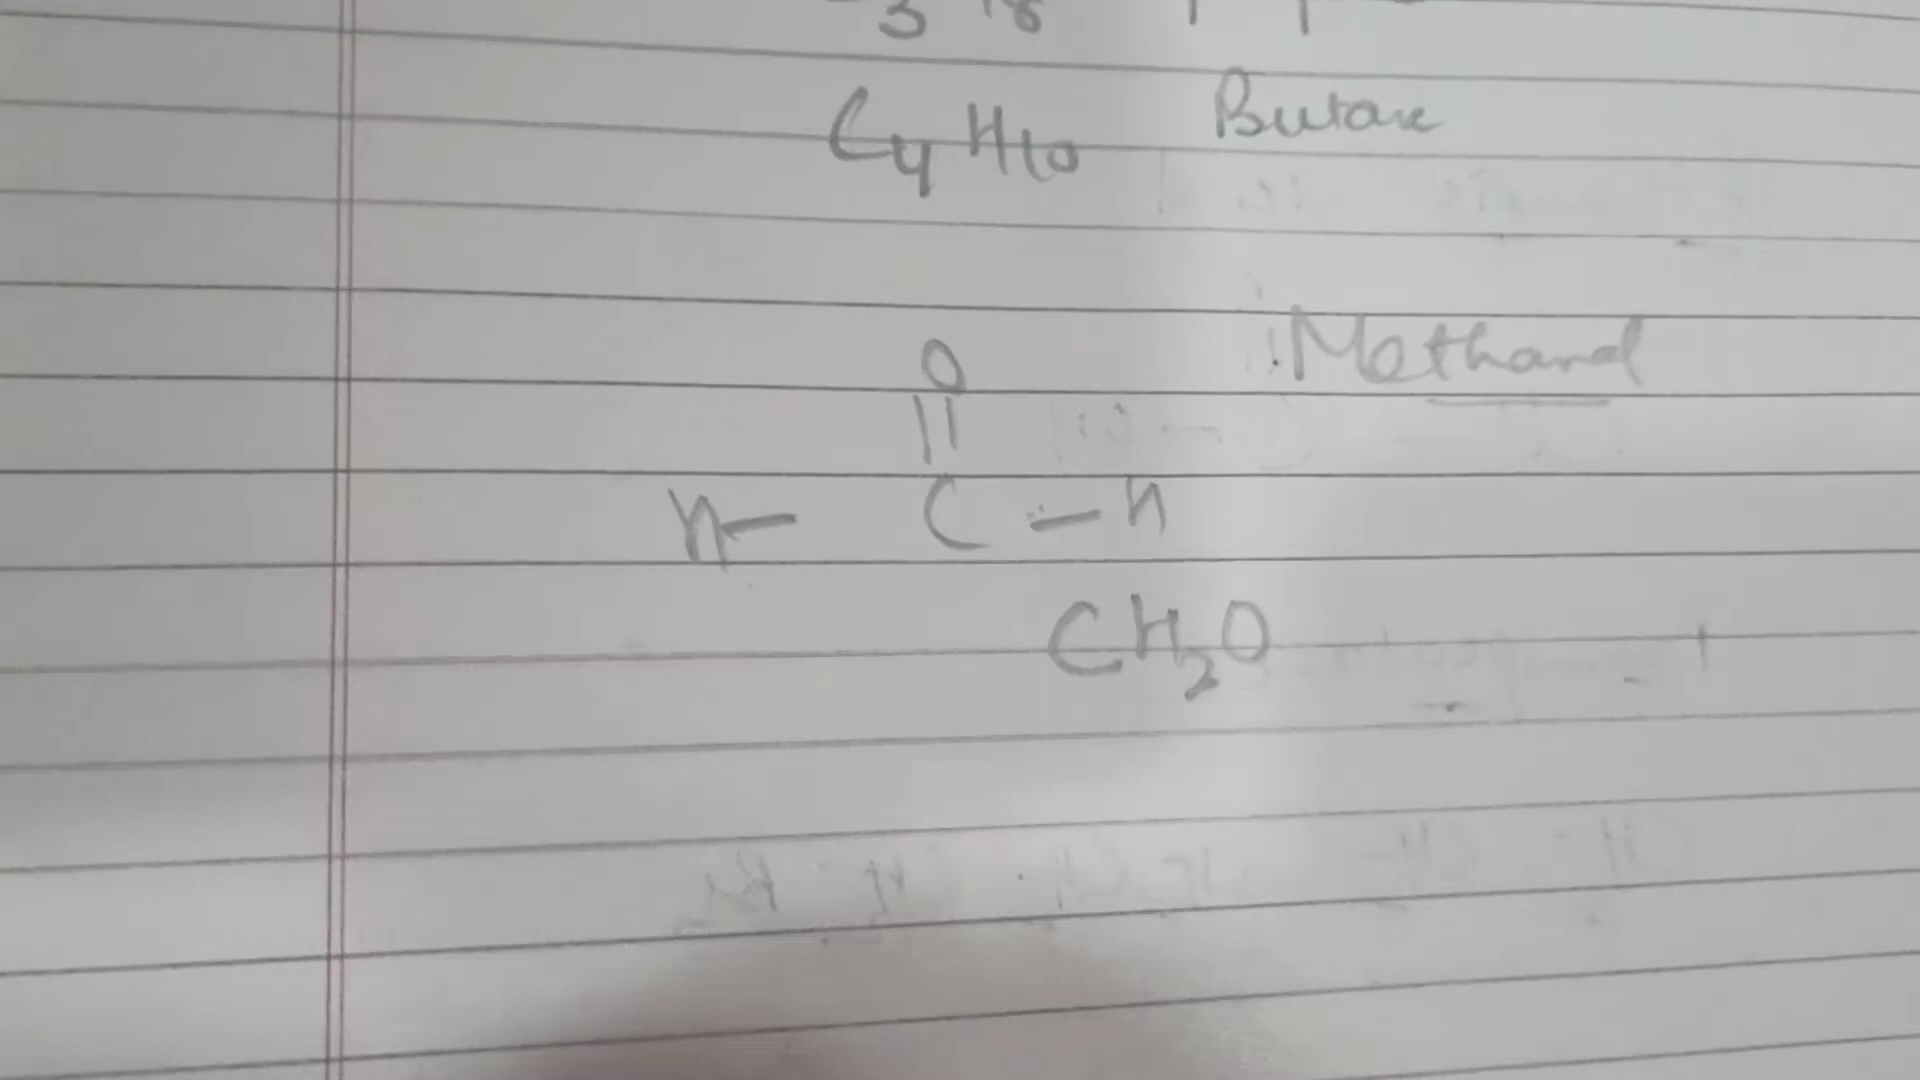 C4H10 Butane
Methanal
O
||
H— C —H
CH2O